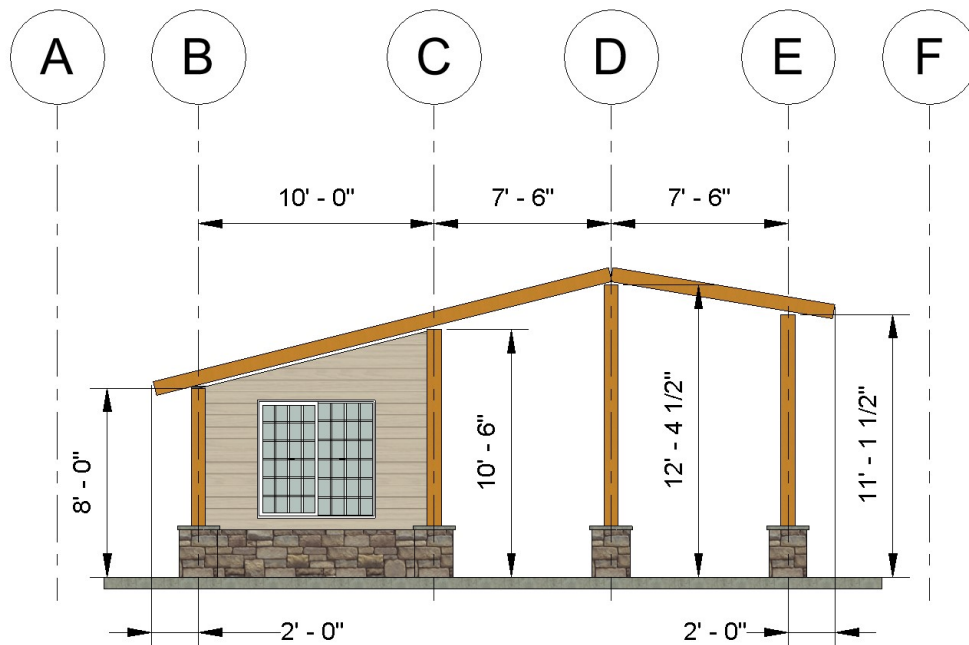 A B C D E F
10' - 0" 7' - 6" 7' - 6"
8' - 0"
10' - 6"
12' - 4 1/2"
11' - 1 1/2"
2' - 0" 2' - 0"